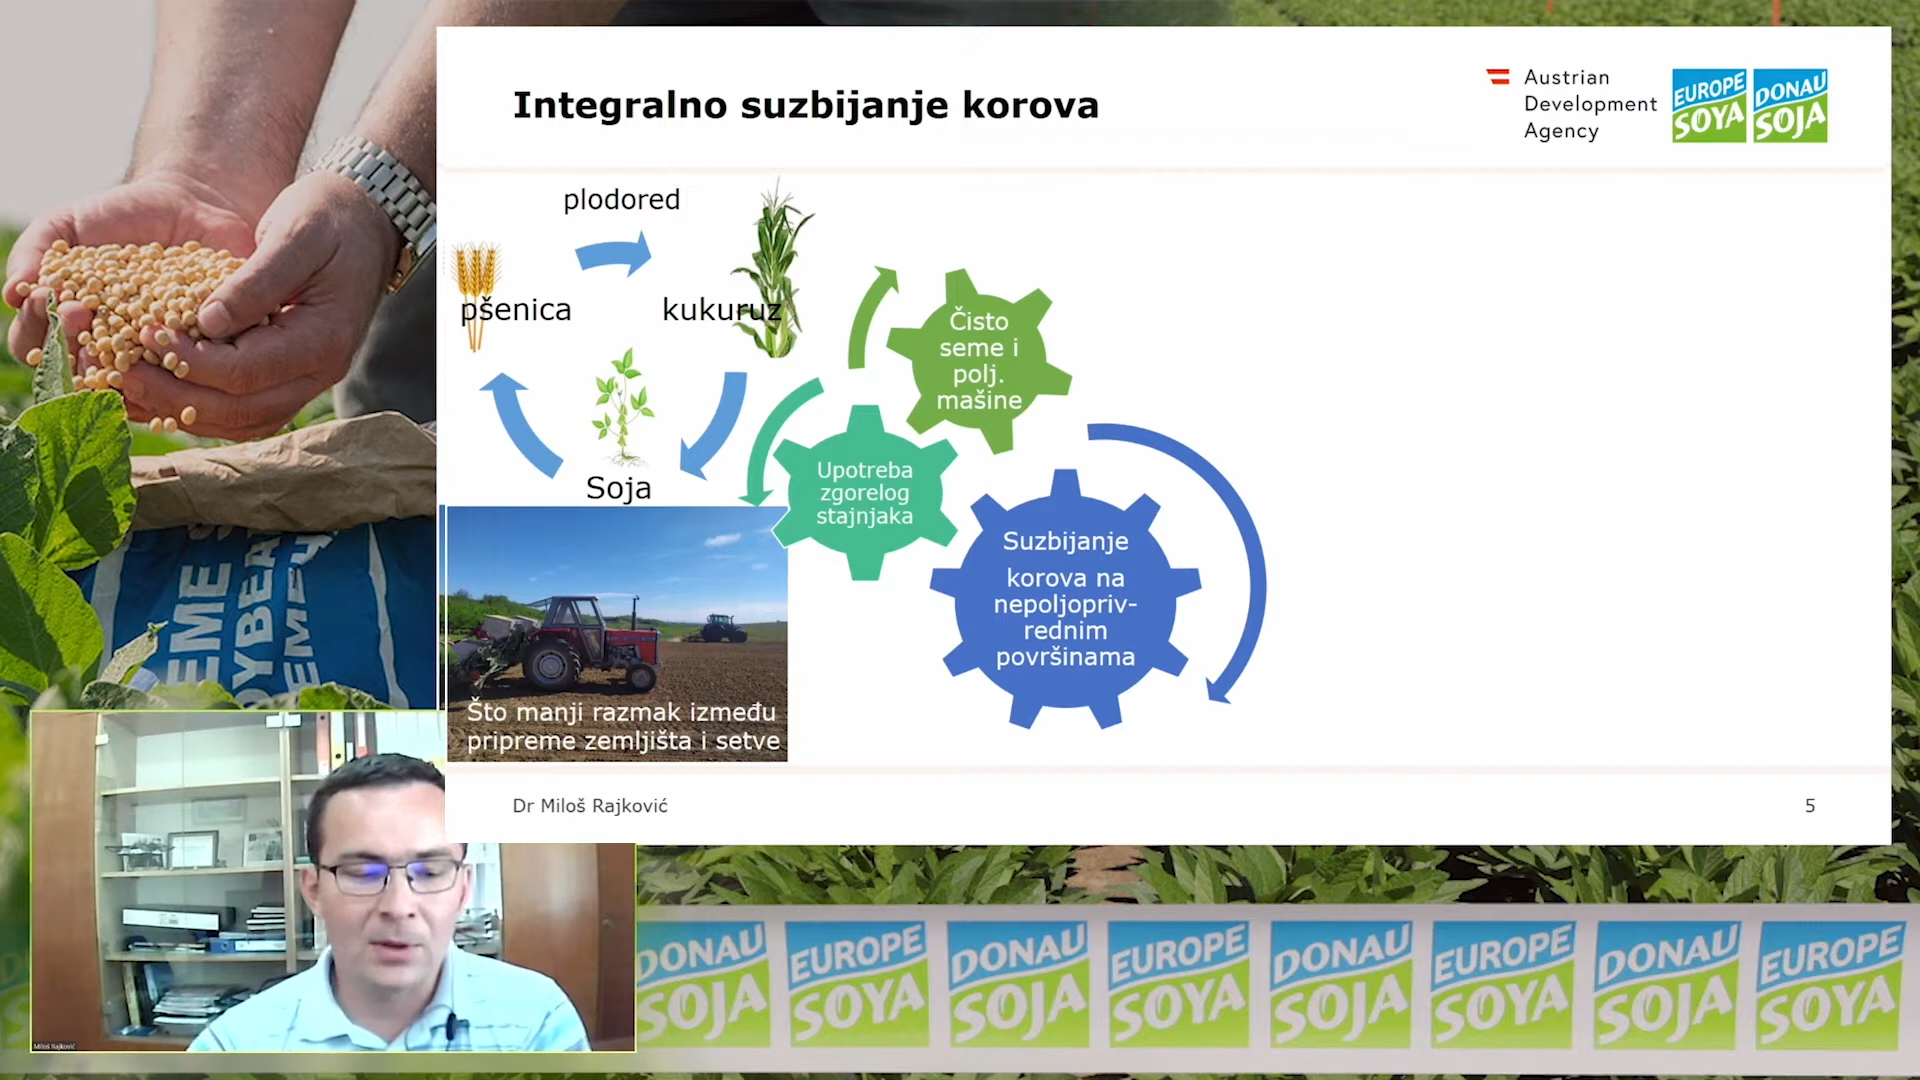 Integralno suzbijanje korova
Austrian
Development
Agency
EUROPE
SOYA
DONAU
SOJA
plodored
pšenica
kukuruz
Soja
Čisto
seme i
polj.
mašine
Upotreba
zgorelog
stajnjaka
Suzbijanje
korova na
nepoljopriv-
rednim
površinama
Što manji razmak između
pripreme zemljišta i setve
Dr Miloš Rajković
5
Miloš Rajković
DONAU
SOJA
EUROPE
SOYA
DONAU
SOJA
EUROPE
SOYA
DONAU
SOJA
EUROPE
SOYA
DONAU
SOJA
EUROPE
SOYA